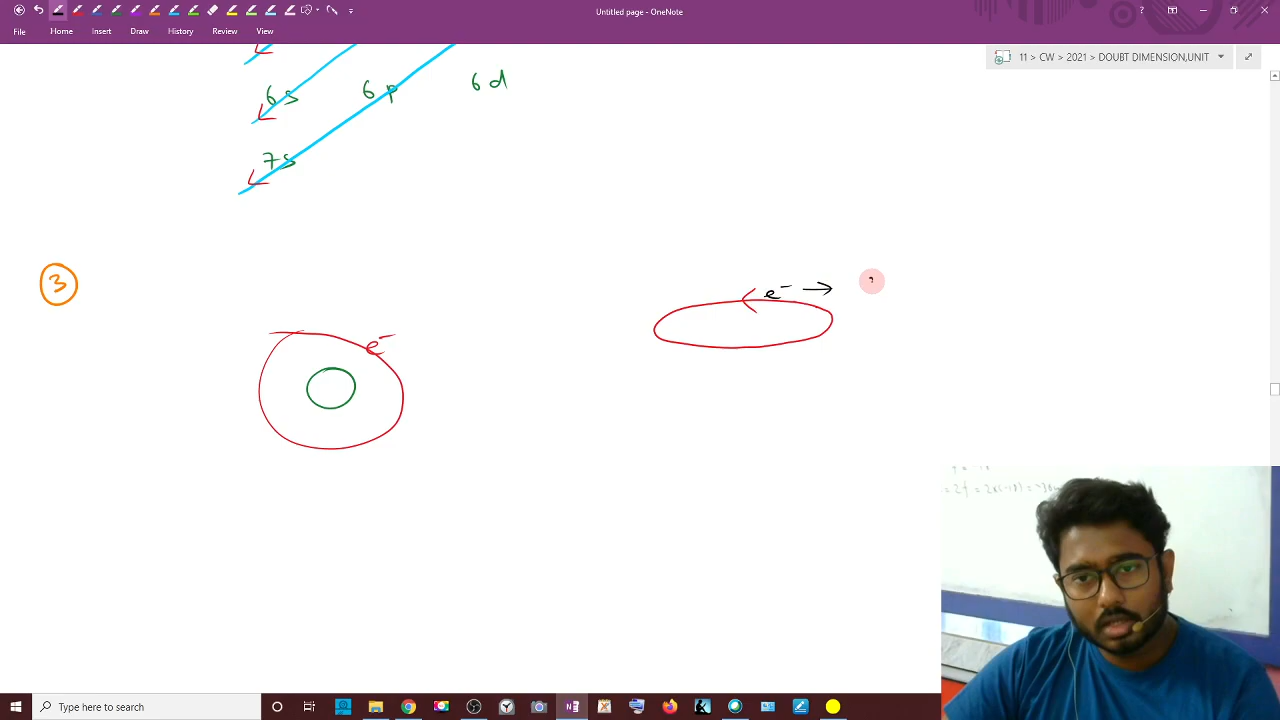 Untitled page - OneNote
File Home Insert Draw History Review View
11 > CW > 2021 > DOUBT DIMENSION,UNIT
6s 6p 6d
7s
3
e⁻ →
e⁻
Type here to search